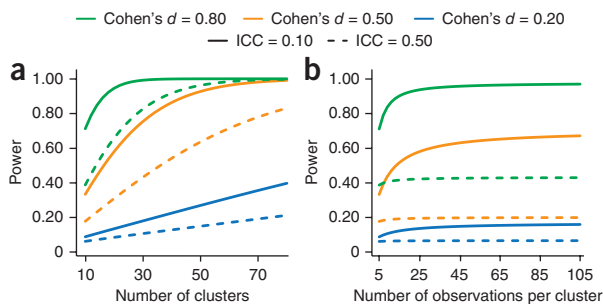 Cohen's d = 0.80 Cohen's d = 0.50 Cohen's d = 0.20
ICC = 0.10 ICC = 0.50
a
Power
1.00
0.80
0.60
0.40
0.20
0
10 30 50 70
Number of clusters
b
Power
1.00
0.80
0.60
0.40
0.20
0
5 25 45 65 85 105
Number of observations per cluster